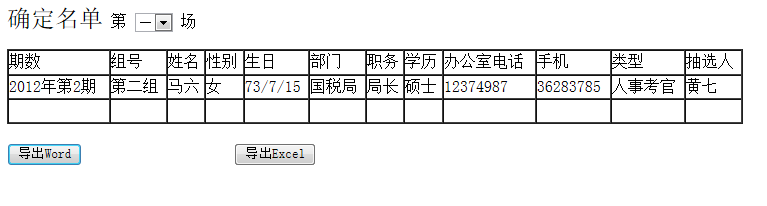 确定名单 第 一 场
期数 组号 姓名 性别 生日 部门 职务 学历 办公室电话 手机 类型 抽选人
2012年第2期 第二组 马六 女 73/7/15 国税局 局长 硕士 12374987 36283785 人事考官 黄七
导出Word 导出Excel